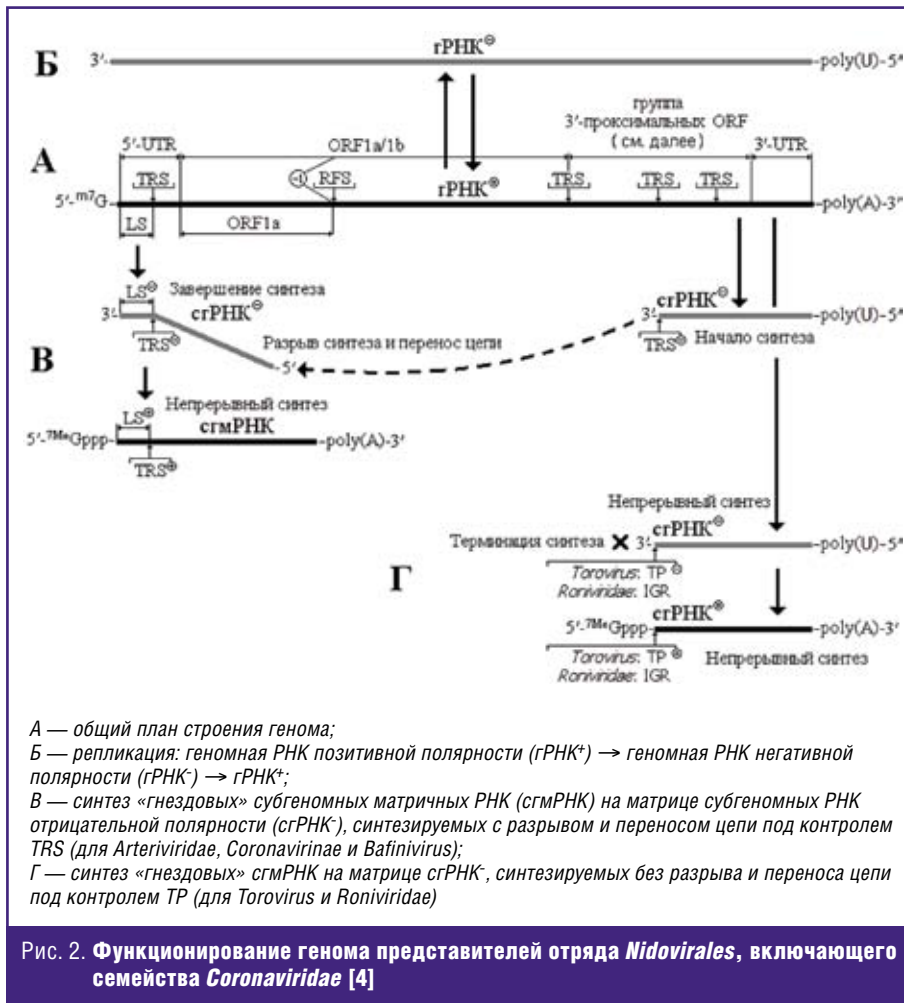 Б
3'-
гРНК⊖
-poly(U)-5'
группа
3'-проксимальных ORF
(см. далее)
5'-UTR
ORF1a/1b
3'-UTR
А
TRS
-1
RFS
гРНК⊕
TRS
TRS
TRS
5'-m7G-
-poly(A)-3'
LS
ORF1a
LS⊖
Завершение синтеза
сгРНК⊖
3'-
TRS⊖
Разрыв синтеза и перенос цепи
-5'
сгРНК⊖
3'-
-poly(U)-5'
TRS⊖
Начало синтеза
В
Непрерывный синтез
LS⊕
сгмРНК
5'-7MeGppp-
-poly(A)-3'
TRS⊕
Непрерывный синтез
сгРНК⊖
Терминация синтеза
3'-
-poly(U)-5'
Torovirus: TP⊖
Roniviridae: IGR
Г
сгРНК⊕
5'-7MeGppp-
-poly(A)-3'
Torovirus: TP⊕
Roniviridae: IGR
Непрерывный синтез
А — общий план строения генома;
Б — репликация: геномная РНК позитивной полярности (гРНК+) → геномная РНК негативной
полярности (гРНК-) → гРНК+;
В — синтез «гнездовых» субгеномных матричных РНК (сгмРНК) на матрице субгеномных РНК
отрицательной полярности (сгРНК-), синтезируемых с разрывом и переносом цепи под контролем
TRS (для Arteriviridae, Coronavirinae и Bafinivirus);
Г — синтез «гнездовых» сгмРНК на матрице сгРНК-, синтезируемых без разрыва и переноса цепи
под контролем TP (для Torovirus и Roniviridae)
Рис. 2. Функционирование генома представителей отряда Nidovirales, включающего
семейства Coronaviridae [4]